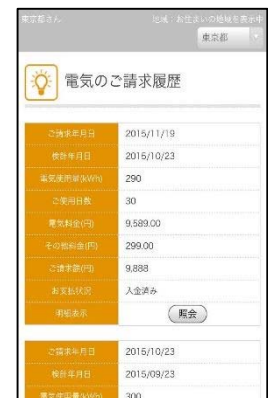 東京都さん
地域：お住まいの地域を表示中
東京都
電気のご請求履歴
ご請求年月日 2015/11/19
検針年月日 2015/10/23
電気使用量(kWh) 290
ご使用日数 30
電気料金(円) 9,589.00
その他料金(円) 299.00
ご請求額(円) 9,888
お支払状況 入金済み
明細表示 照会
ご請求年月日 2015/10/23
検針年月日 2015/09/23
電気使用量(kWh) 300